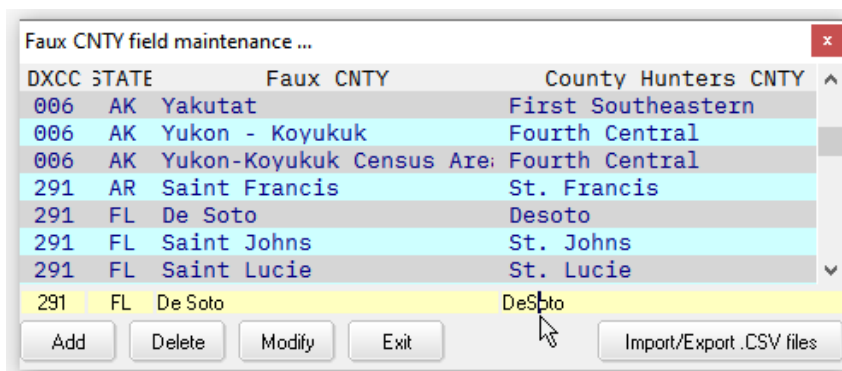 Faux CNTY field maintenance ...
x
DXCC STATE Faux CNTY County Hunters CNTY
006 AK Yakutat First Southeastern
006 AK Yukon - Koyukuk Fourth Central
006 AK Yukon-Koyukuk Census Area Fourth Central
291 AR Saint Francis St. Francis
291 FL De Soto Desoto
291 FL Saint Johns St. Johns
291 FL Saint Lucie St. Lucie
291 FL De Soto DeSoto
Add Delete Modify Exit Import/Export .CSV files